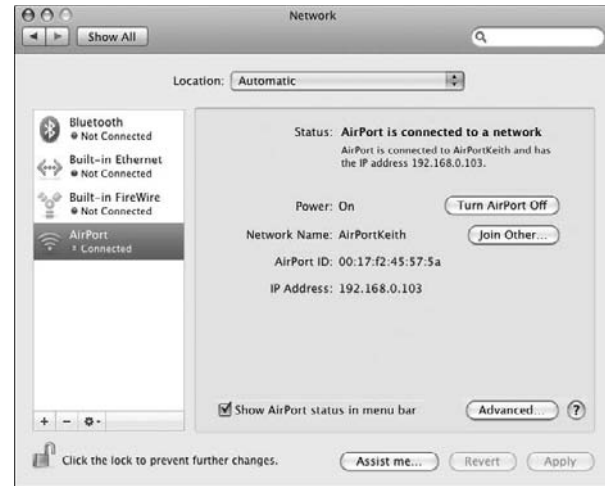 Network
Show All
Location: Automatic
Bluetooth
Not Connected
Built-in Ethernet
Not Connected
Built-in FireWire
Not Connected
AirPort
Connected
Status: AirPort is connected to a network
AirPort is connected to AirPortKeith and has
the IP address 192.168.0.103.
Power: On
Turn AirPort Off
Network Name: AirPortKeith
Join Other...
AirPort ID: 00:17:f2:45:57:5a
IP Address: 192.168.0.103
Show AirPort status in menu bar
Advanced...
?
Click the lock to prevent further changes.
Assist me...
Revert
Apply